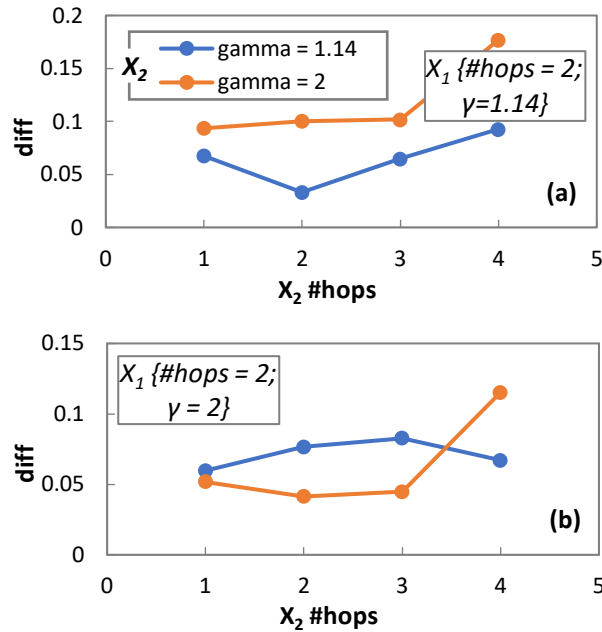 0.2
0.15
0.1
0.05
0
diff
X2
gamma = 1.14
gamma = 2
X1 {#hops = 2;
γ=1.14}
(a)
0 1 2 3 4 5
X2 #hops
0.15
0.1
0.05
0
diff
X1 {#hops = 2;
γ = 2}
(b)
0 1 2 3 4 5
X2 #hops